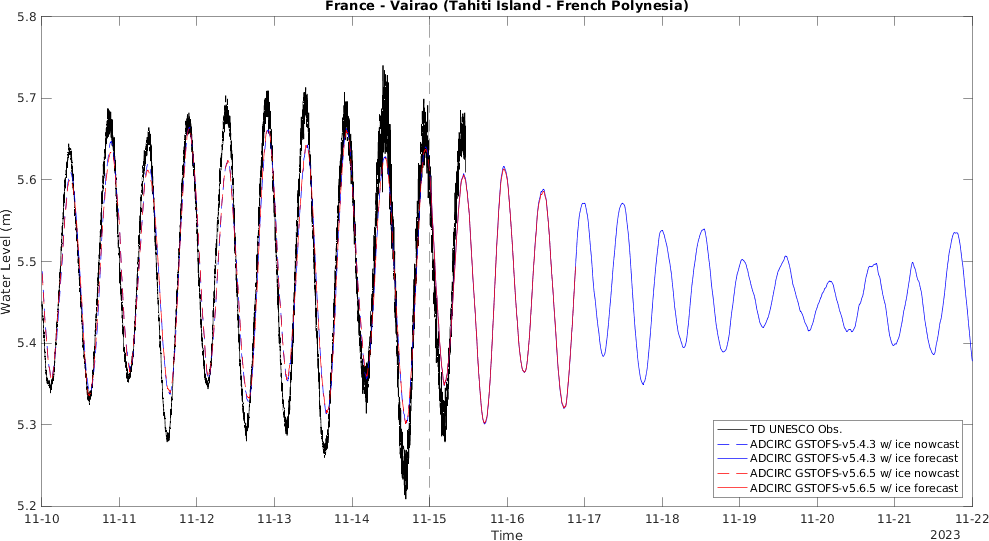 France - Vairao (Tahiti Island - French Polynesia)
5.8
5.7
5.6
5.5
5.4
5.3
5.2
Water Level (m)
TD UNESCO Obs.
ADCIRC GSTOFS-v5.4.3 w/ ice nowcast
ADCIRC GSTOFS-v5.4.3 w/ ice forecast
ADCIRC GSTOFS-v5.6.5 w/ ice nowcast
ADCIRC GSTOFS-v5.6.5 w/ ice forecast
11-10 11-11 11-12 11-13 11-14 11-15 11-16 11-17 11-18 11-19 11-20 11-21 11-22
Time
2023